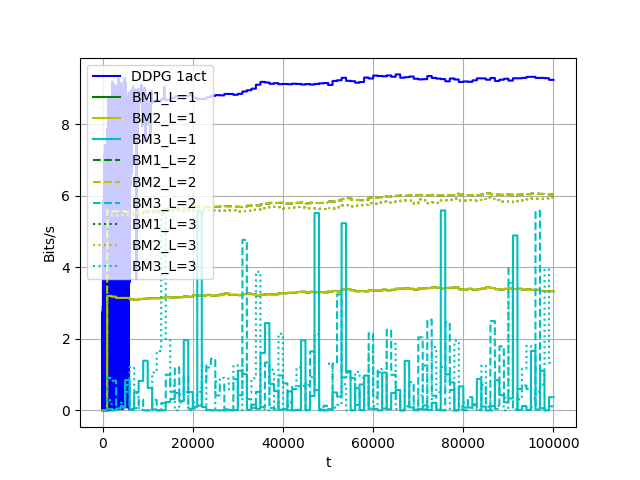 DDPG 1act
BM1_L=1
BM2_L=1
BM3_L=1
BM1_L=2
BM2_L=2
BM3_L=2
BM1_L=3
BM2_L=3
BM3_L=3
8
6
4
2
0
Bits/s
0 20000 40000 60000 80000 100000
t